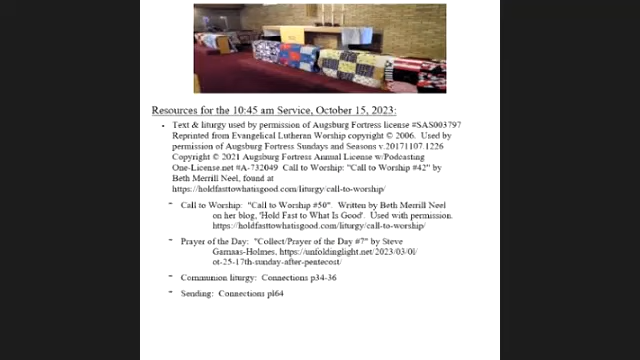 Resources for the 10:45 am Service, October 15, 2023:
• Text & liturgy used by permission of Augsburg Fortress license #SAS003797
Reprinted from Evangelical Lutheran Worship copyright © 2006. Used by
permission of Augsburg Fortress Sundays and Seasons v.20171107.1226
Copyright © 2021 Augsburg Fortress Annual License w/Podcasting
One-License.net #A-732049 Call to Worship: "Call to Worship #42" by
Beth Merrill Neel, found at
https://holdfasttowhatisgood.com/liturgy/call-to-worship/
- Call to Worship: "Call to Worship #50". Written by Beth Merrill Neel
on her blog, 'Hold Fast to What Is Good'. Used with permission.
https://holdfasttowhatisgood.com/liturgy/call-to-worship/
- Prayer of the Day: "Collect/Prayer of the Day #7" by Steve
Garnaas-Holmes, https://unfoldinglight.net/2023/03/01/
ot-25-17th-sunday-after-pentecost/
- Communion liturgy: Connections p34-36
- Sending: Connections p164